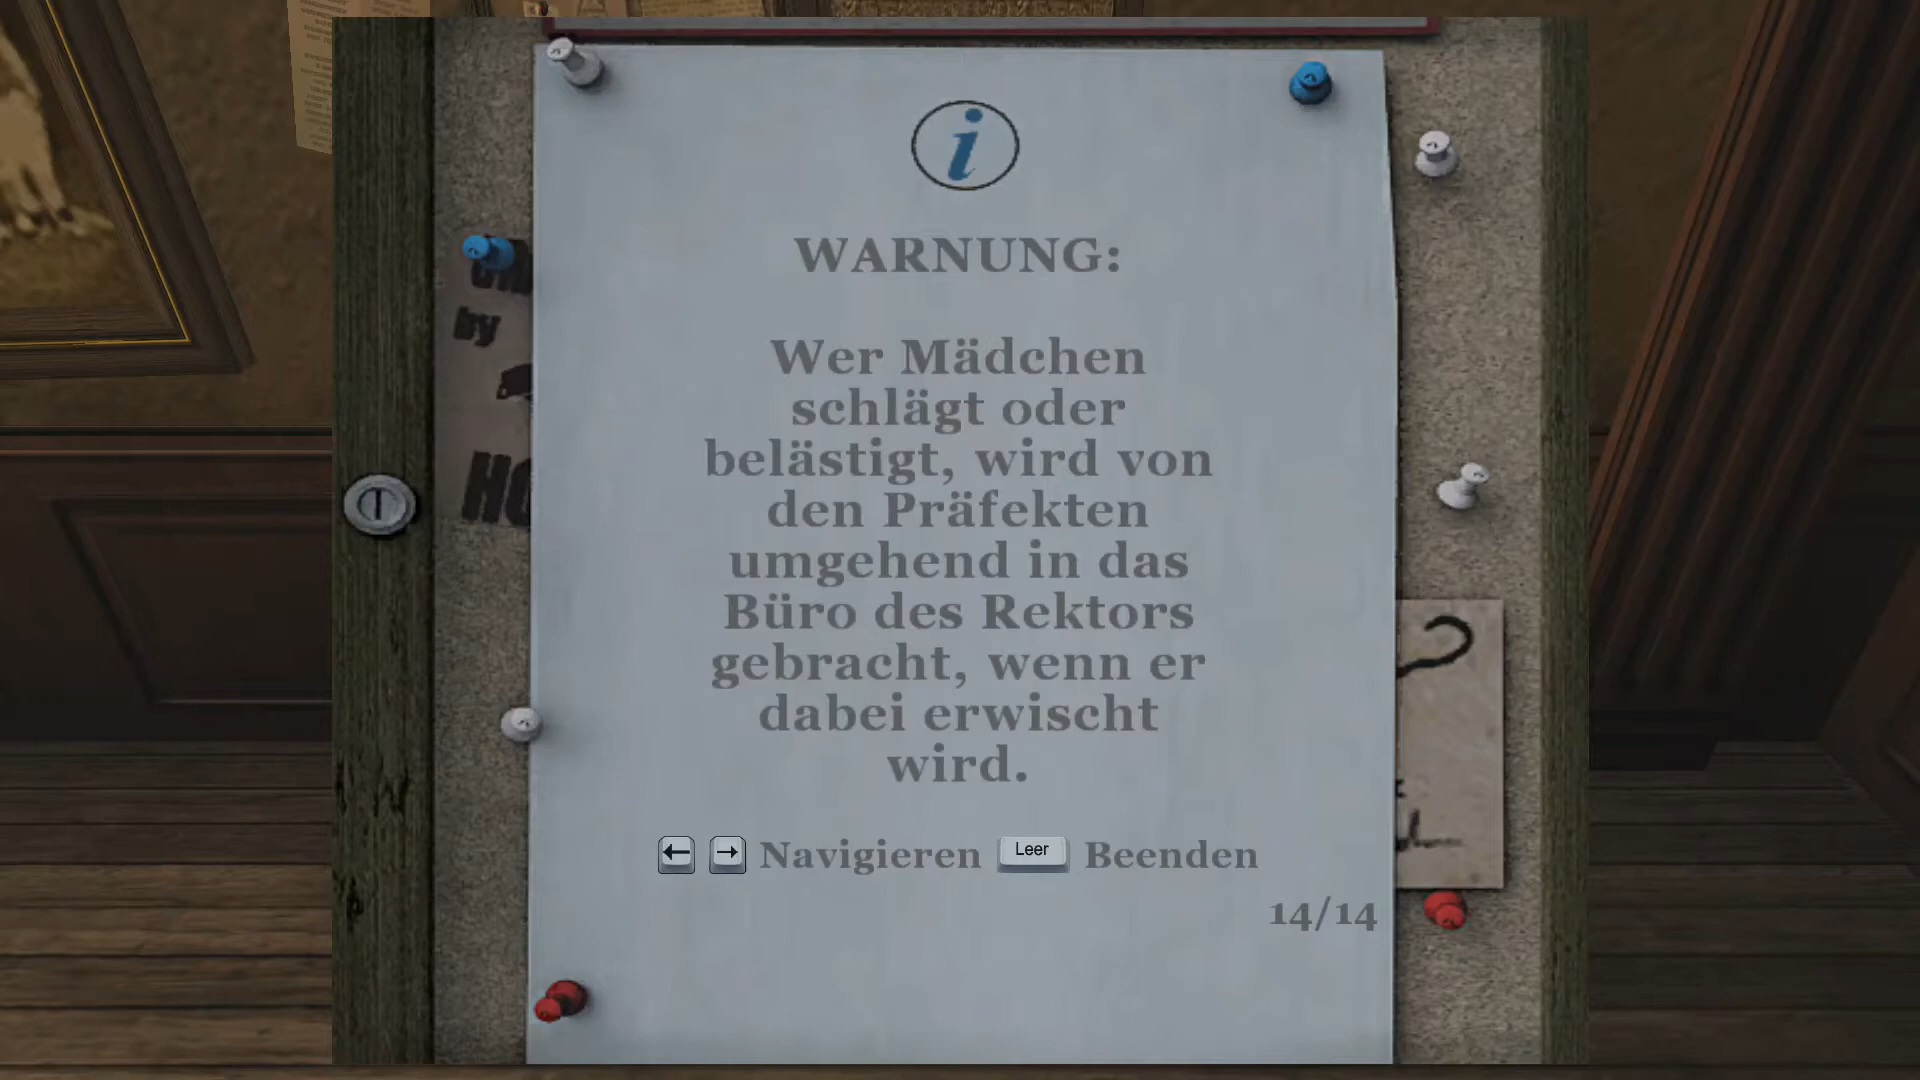 i
WARNUNG:
by
Wer Mädchen
schlägt oder
belästigt, wird von
den Präfekten
HO
umgehend in das
Büro des Rektors
gebracht, wenn er
dabei erwischt
wird.
← → Navigieren Leer Beenden
14/14